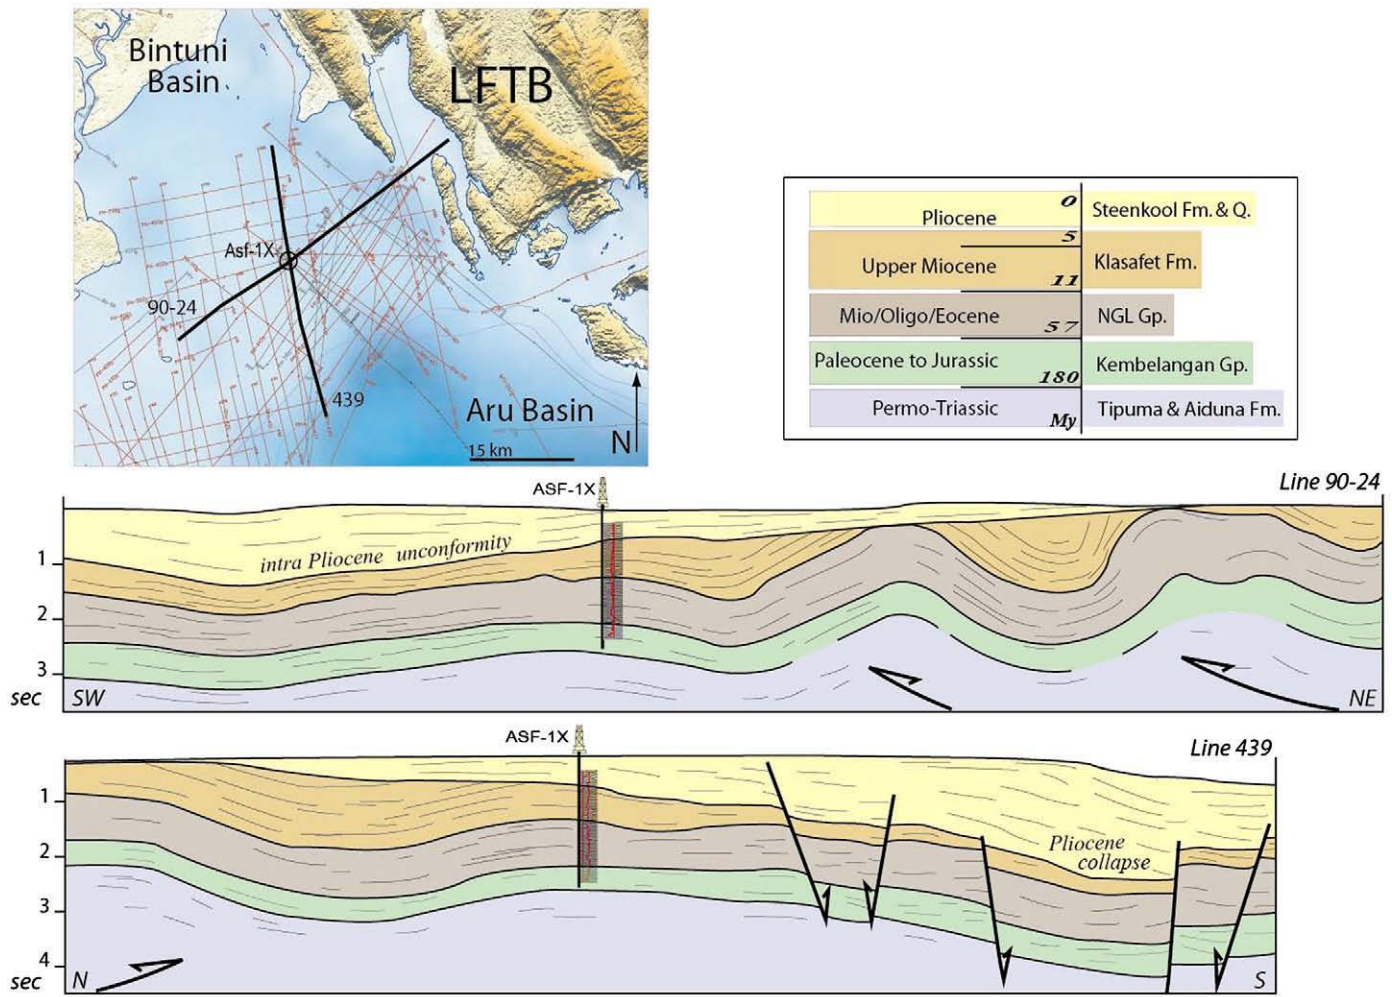 Bintuni
Basin
LFTB
Asf-1X
90-24
439
Aru Basin
15 km
N
Pliocene
0
Steenkool Fm. & Q.
5
Upper Miocene
11
Klasafet Fm.
Mio/Oligo/Eocene
57
NGL Gp.
Paleocene to Jurassic
180
Kembelangan Gp.
Permo-Triassic
My
Tipuma & Aiduna Fm.
Line 90-24
ASF-1X
intra Pliocene unconformity
1
2
3
sec
SW
NE
Line 439
ASF-1X
1
2
3
4
sec
Pliocene
collapse
N
S